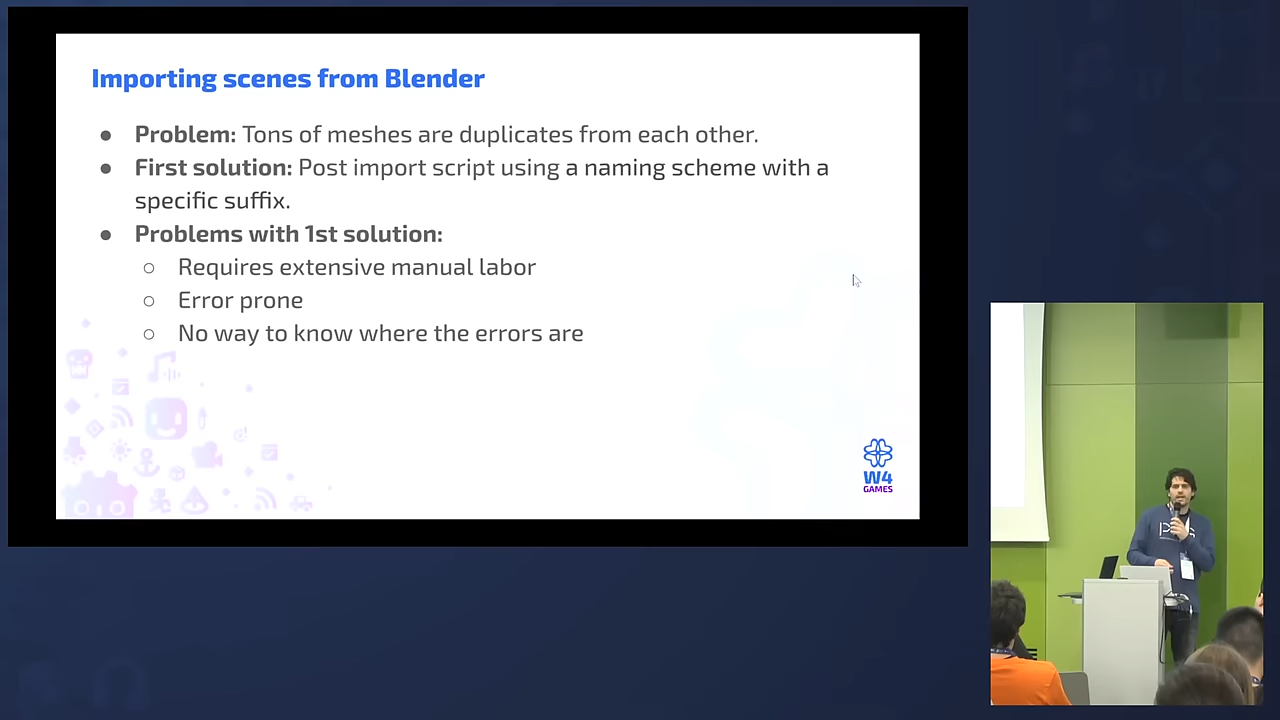 Importing scenes from Blender
● Problem: Tons of meshes are duplicates from each other.
● First solution: Post import script using a naming scheme with a
specific suffix.
● Problems with 1st solution:
○ Requires extensive manual labor
○ Error prone
○ No way to know where the errors are
W4
GAMES